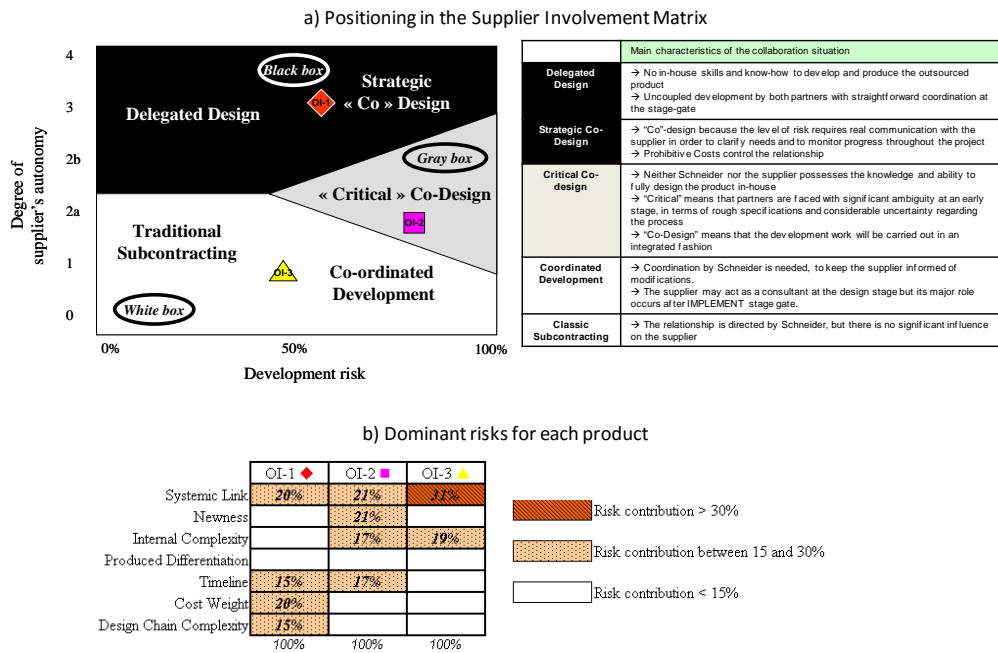 a) Positioning in the Supplier Involvement Matrix
Degree of
supplier's autonomy
4
3
2b
2a
1
0
Black box
Strategic
« Co » Design
OI-1
Delegated Design
Gray box
« Critical » Co-Design
OI-2
Traditional
Subcontracting
OI-3
Co-ordinated
Development
White box
0%
50%
100%
Development risk
Main characteristics of the collaboration situation
Delegated
Design
→ No in-house skills and know-how to develop and produce the outsourced
product
→ Uncoupled development by both partners with straightforward coordination at
the stage-gate
Strategic Co-
Design
→ "Co"-design because the level of risk requires real communication with the
supplier in order to clarify needs and to monitor progress throughout the project
→ Prohibitive Costs control the relationship
Critical Co-
design
→ Neither Schneider nor the supplier possesses the knowledge and ability to
fully design the product in-house
→ "Critical" means that partners are faced with significant ambiguity at an early
stage, in terms of rough specifications and considerable uncertainty regarding
the process
→ "Co-Design" means that the development work will be carried out in an
integrated fashion
Coordinated
Development
→ Coordination by Schneider is needed, to keep the supplier informed of
modifications.
→ The supplier may act as a consultant at the design stage but its major role
occurs after IMPLEMENT stage gate.
Classic
Subcontracting
→ The relationship is directed by Schneider, but there is no significant influence
on the supplier
b) Dominant risks for each product
OI-1 OI-2 OI-3
Systemic Link 20% 21% 31%
Newness 21%
Internal Complexity 17% 19%
Produced Differentiation
Timeline 15% 17%
Cost Weight 20%
Design Chain Complexity 15%
100% 100% 100%
Risk contribution > 30%
Risk contribution between 15 and 30%
Risk contribution < 15%